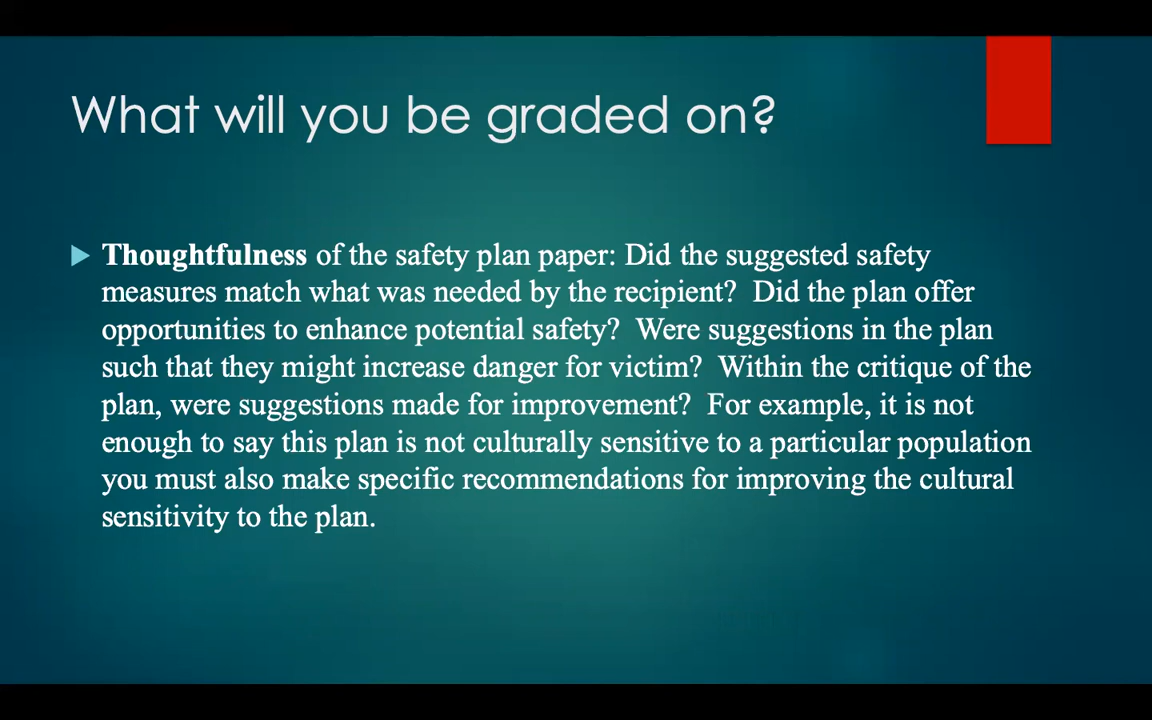 What will you be graded on?
Thoughtfulness of the safety plan paper: Did the suggested safety
measures match what was needed by the recipient?  Did the plan offer
opportunities to enhance potential safety?  Were suggestions in the plan
such that they might increase danger for victim?  Within the critique of the
plan, were suggestions made for improvement?  For example, it is not
enough to say this plan is not culturally sensitive to a particular population
you must also make specific recommendations for improving the cultural
sensitivity to the plan.